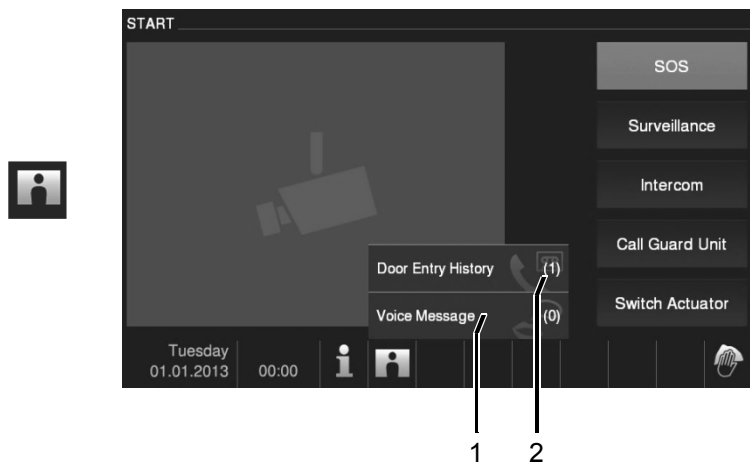 START
SOS
Surveillance
Intercom
Door Entry History (1)
Call Guard Unit
Voice Message (0)
Switch Actuator
Tuesday
01.01.2013 00:00
1 2